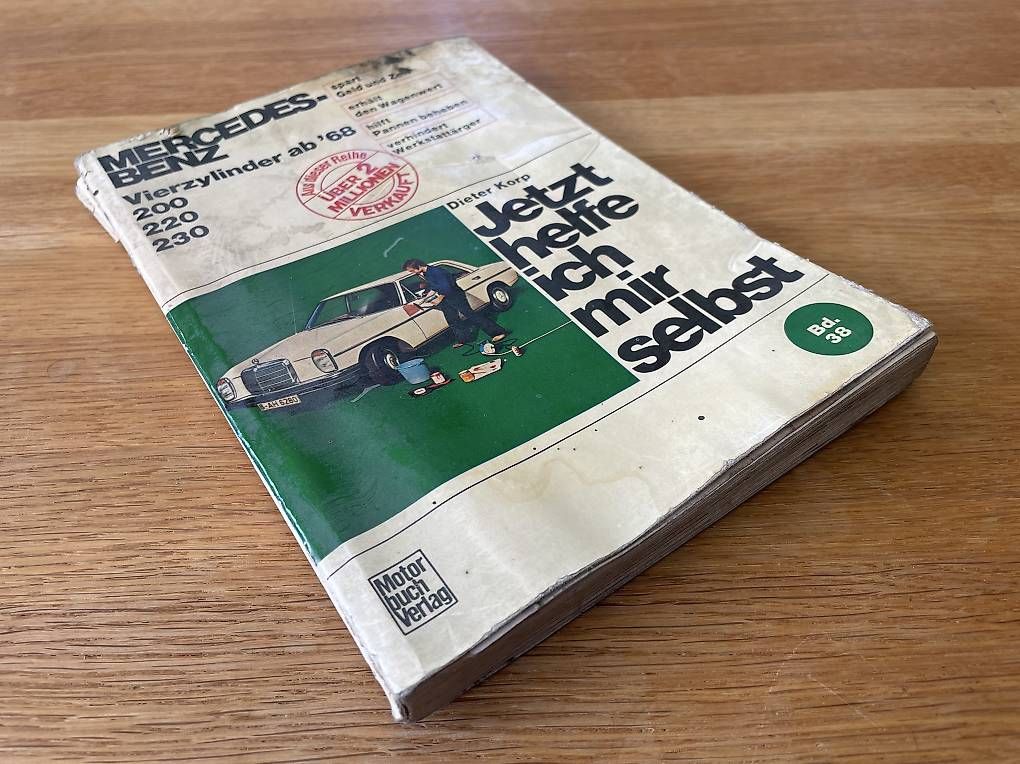 MERCEDES-
BENZ
Vierzylinder ab '68
200
220
230
spart
Geld und Zeit
erhält
den Wagenwert
hilft
Pannen beheben
verhindert
Werkstattärger
Aus dieser Reihe
ÜBER 2
MILLIONEN
VERKAUFT
Dieter Korp
Jetzt
helfe
ich
mir
selbst
Bd.
38
Motor
buch
Verlag